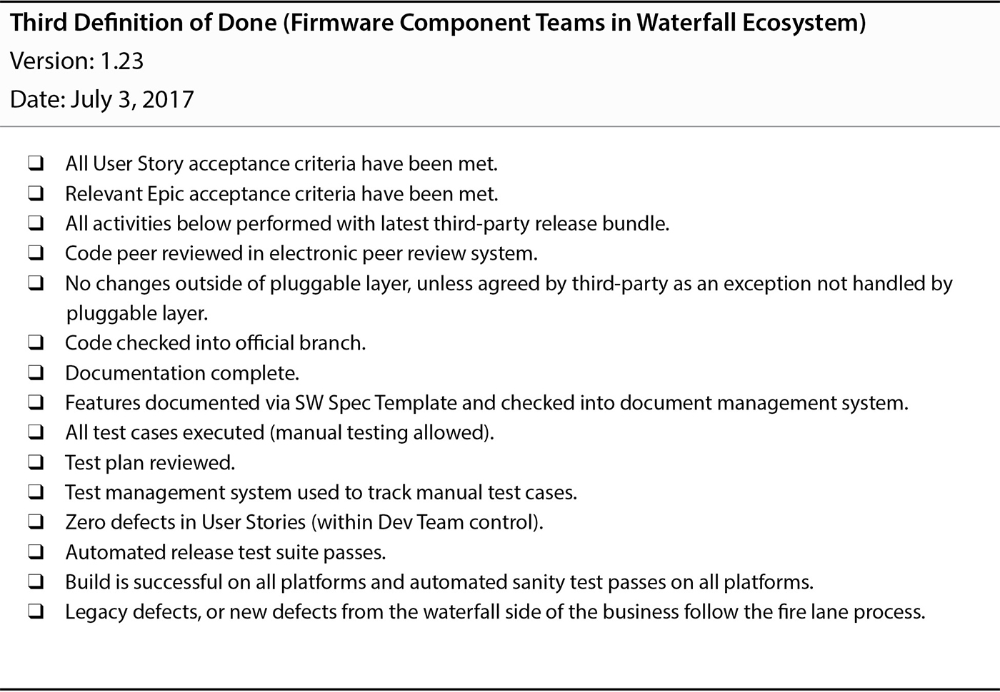 Third Definition of Done (Firmware Component Teams in Waterfall Ecosystem)
Version: 1.23
Date: July 3, 2017
❑ All User Story acceptance criteria have been met.
❑ Relevant Epic acceptance criteria have been met.
❑ All activities below performed with latest third-party release bundle.
❑ Code peer reviewed in electronic peer review system.
❑ No changes outside of pluggable layer, unless agreed by third-party as an exception not handled by
pluggable layer.
❑ Code checked into official branch.
❑ Documentation complete.
❑ Features documented via SW Spec Template and checked into document management system.
❑ All test cases executed (manual testing allowed).
❑ Test plan reviewed.
❑ Test management system used to track manual test cases.
❑ Zero defects in User Stories (within Dev Team control).
❑ Automated release test suite passes.
❑ Build is successful on all platforms and automated sanity test passes on all platforms.
❑ Legacy defects, or new defects from the waterfall side of the business follow the fire lane process.